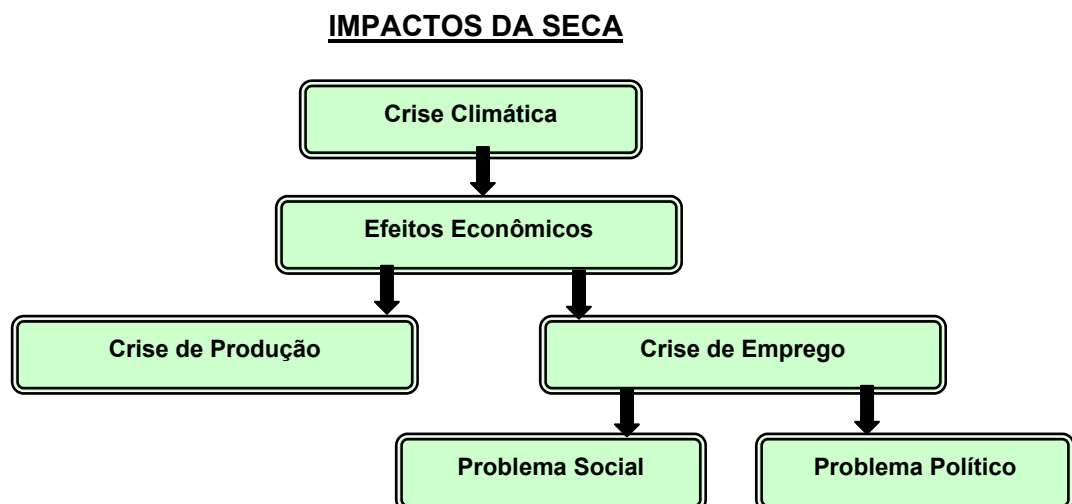 IMPACTOS DA SECA
Crise Climática
Efeitos Econômicos
Crise de Produção
Crise de Emprego
Problema Social
Problema Político